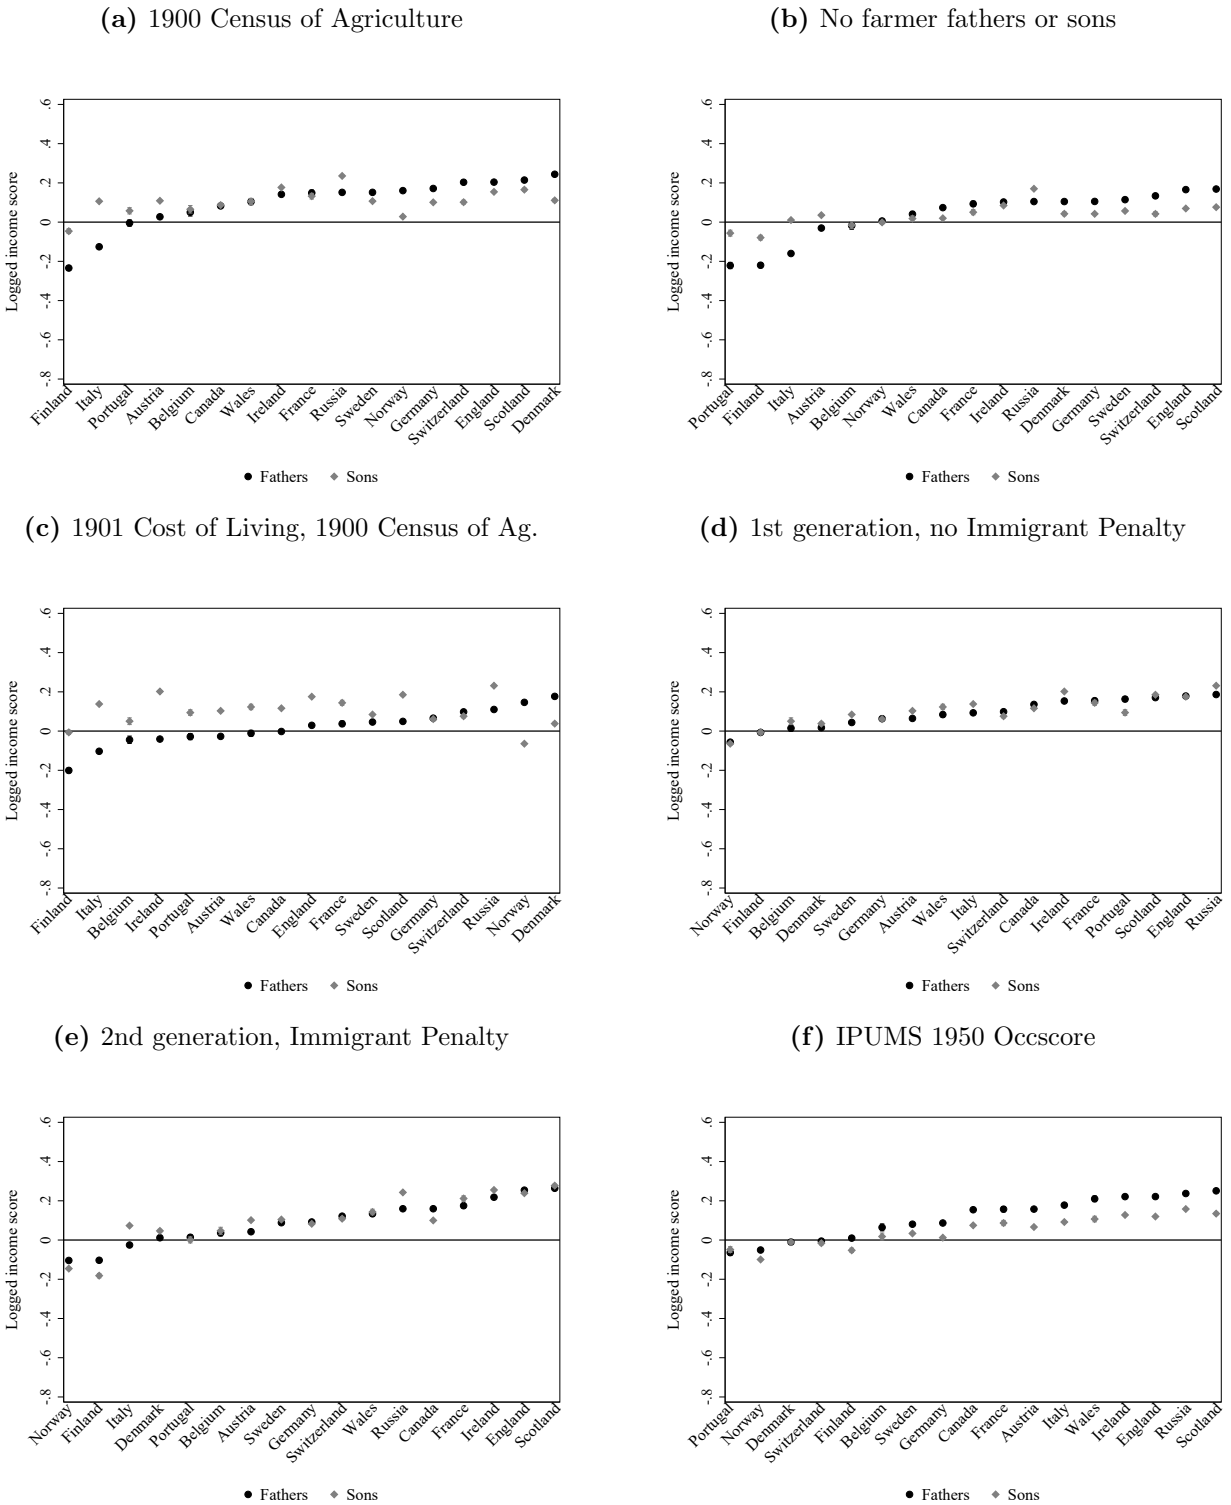 (a) 1900 Census of Agriculture
Logged income score
.6
.4
.2
0
-.2
-.4
-.6
-.8
Finland
Italy
Portugal
Austria
Belgium
Canada
Wales
Ireland
France
Russia
Sweden
Norway
Germany
Switzerland
England
Scotland
Denmark
Fathers Sons
(b) No farmer fathers or sons
Logged income score
.6
.4
.2
0
-.2
-.4
-.6
-.8
Portugal
Finland
Italy
Austria
Belgium
Norway
Wales
Canada
France
Ireland
Russia
Denmark
Germany
Sweden
Switzerland
England
Scotland
Fathers Sons
(c) 1901 Cost of Living, 1900 Census of Ag.
Logged income score
.6
.4
.2
0
-.2
-.4
-.6
-.8
Finland
Italy
Belgium
Ireland
Portugal
Austria
Wales
Canada
England
France
Sweden
Scotland
Germany
Switzerland
Russia
Norway
Denmark
Fathers Sons
(d) 1st generation, no Immigrant Penalty
Logged income score
.6
.4
.2
0
-.2
-.4
-.6
-.8
Norway
Finland
Belgium
Denmark
Sweden
Germany
Austria
Wales
Italy
Switzerland
Canada
Ireland
France
Portugal
Scotland
England
Russia
Fathers Sons
(e) 2nd generation, Immigrant Penalty
Logged income score
.6
.4
.2
0
-.2
-.4
-.6
-.8
Norway
Finland
Italy
Denmark
Portugal
Belgium
Austria
Sweden
Germany
Switzerland
Wales
Russia
Canada
France
Ireland
England
Scotland
Fathers Sons
(f) IPUMS 1950 Occscore
Logged income score
.6
.4
.2
0
-.2
-.4
-.6
-.8
Portugal
Norway
Denmark
Switzerland
Finland
Belgium
Sweden
Germany
Canada
France
Austria
Italy
Wales
Ireland
England
Russia
Scotland
Fathers Sons